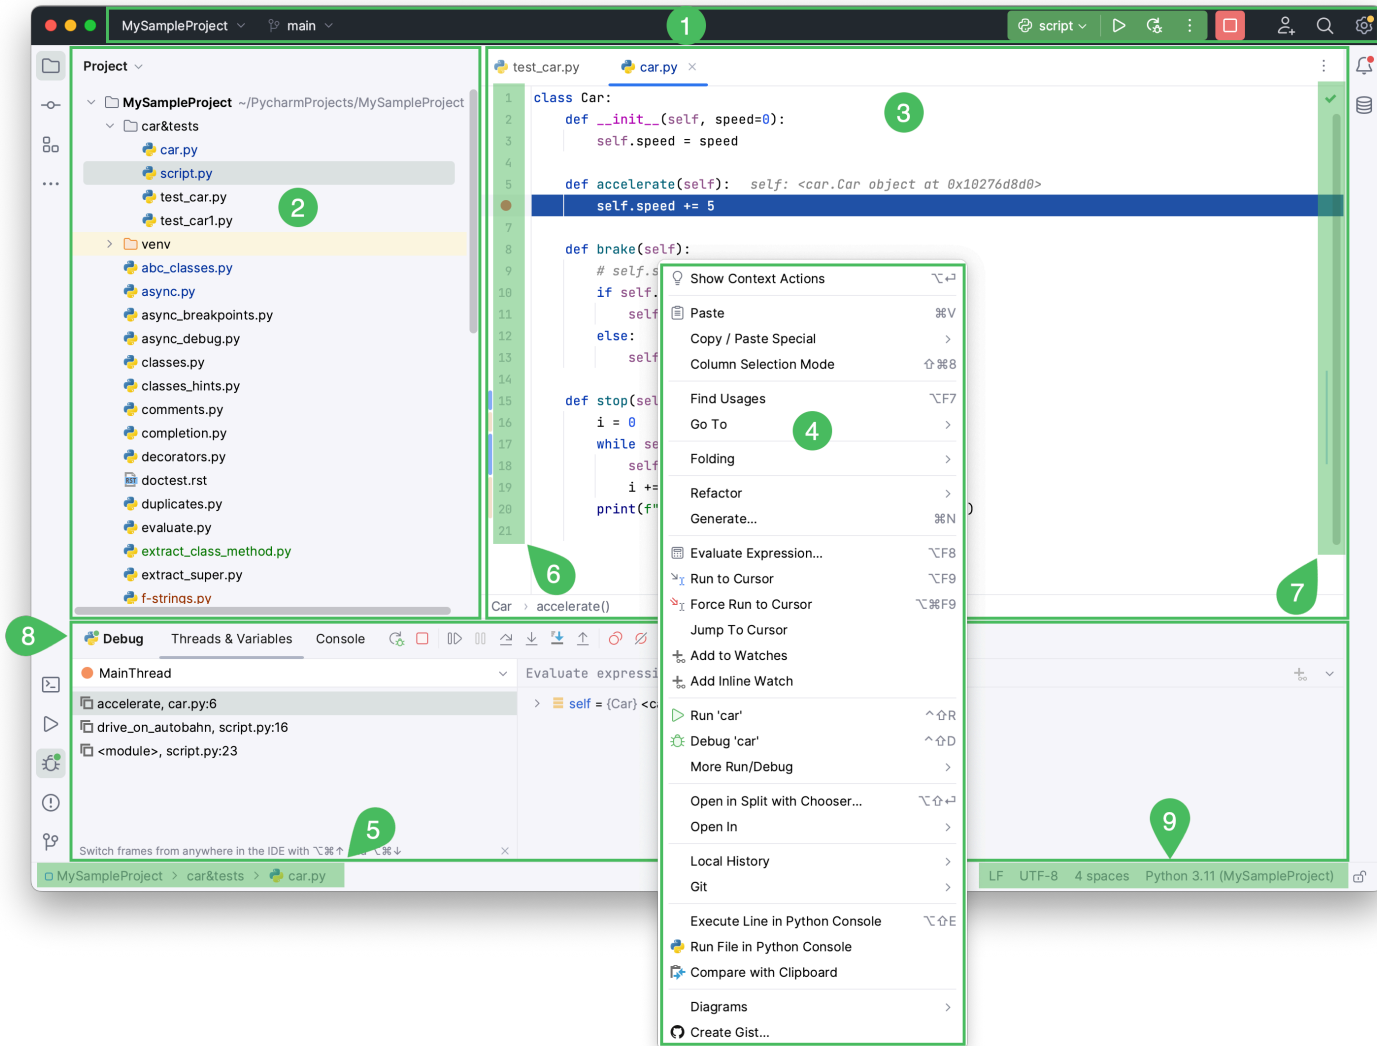 MySampleProject
main
1
script
Project
MySampleProject ~/PycharmProjects/MySampleProject
car&tests
car.py
script.py
test_car.py
test_car1.py
2
venv
abc_classes.py
async.py
async_breakpoints.py
async_debug.py
classes.py
classes_hints.py
comments.py
completion.py
decorators.py
doctest.rst
duplicates.py
evaluate.py
extract_class_method.py
extract_super.py
f-strings.py
test_car.py
car.py
3
1 class Car:
2 def __init__(self, speed=0):
3 self.speed = speed
4
5 def accelerate(self): self: <car.Car object at 0x10276d8d0>
self.speed += 5
7
8 def brake(self):
9 # self.s
10 if self.
11 self
12 else:
13 self
14
15 def stop(sel
16 i = 0
17 while se
18 self
19 i +=
20 print(f" )
21
6
7
Car > accelerate()
Show Context Actions ⌥↩
Paste ⌘V
Copy / Paste Special
Column Selection Mode ⇧⌘8
Find Usages ⌥F7
Go To
4
Folding
Refactor
Generate... ⌘N
Evaluate Expression... ⌥F8
Run to Cursor ⌥F9
Force Run to Cursor ⌥⌘F9
Jump To Cursor
Add to Watches
Add Inline Watch
Run 'car' ^⇧R
Debug 'car' ^⇧D
More Run/Debug
Open in Split with Chooser... ⌥⇧↩
Open In
Local History
Git
Execute Line in Python Console ⌥⇧E
Run File in Python Console
Compare with Clipboard
Diagrams
Create Gist...
8
Debug Threads & Variables Console
MainThread
accelerate, car.py:6
drive_on_autobahn, script.py:16
<module>, script.py:23
Evaluate expressi
self = {Car} <ca
5
Switch frames from anywhere in the IDE with ⌥⌘↑ ⌥⌘↓
9
MySampleProject > car&tests > car.py
LF UTF-8 4 spaces Python 3.11 (MySampleProject)